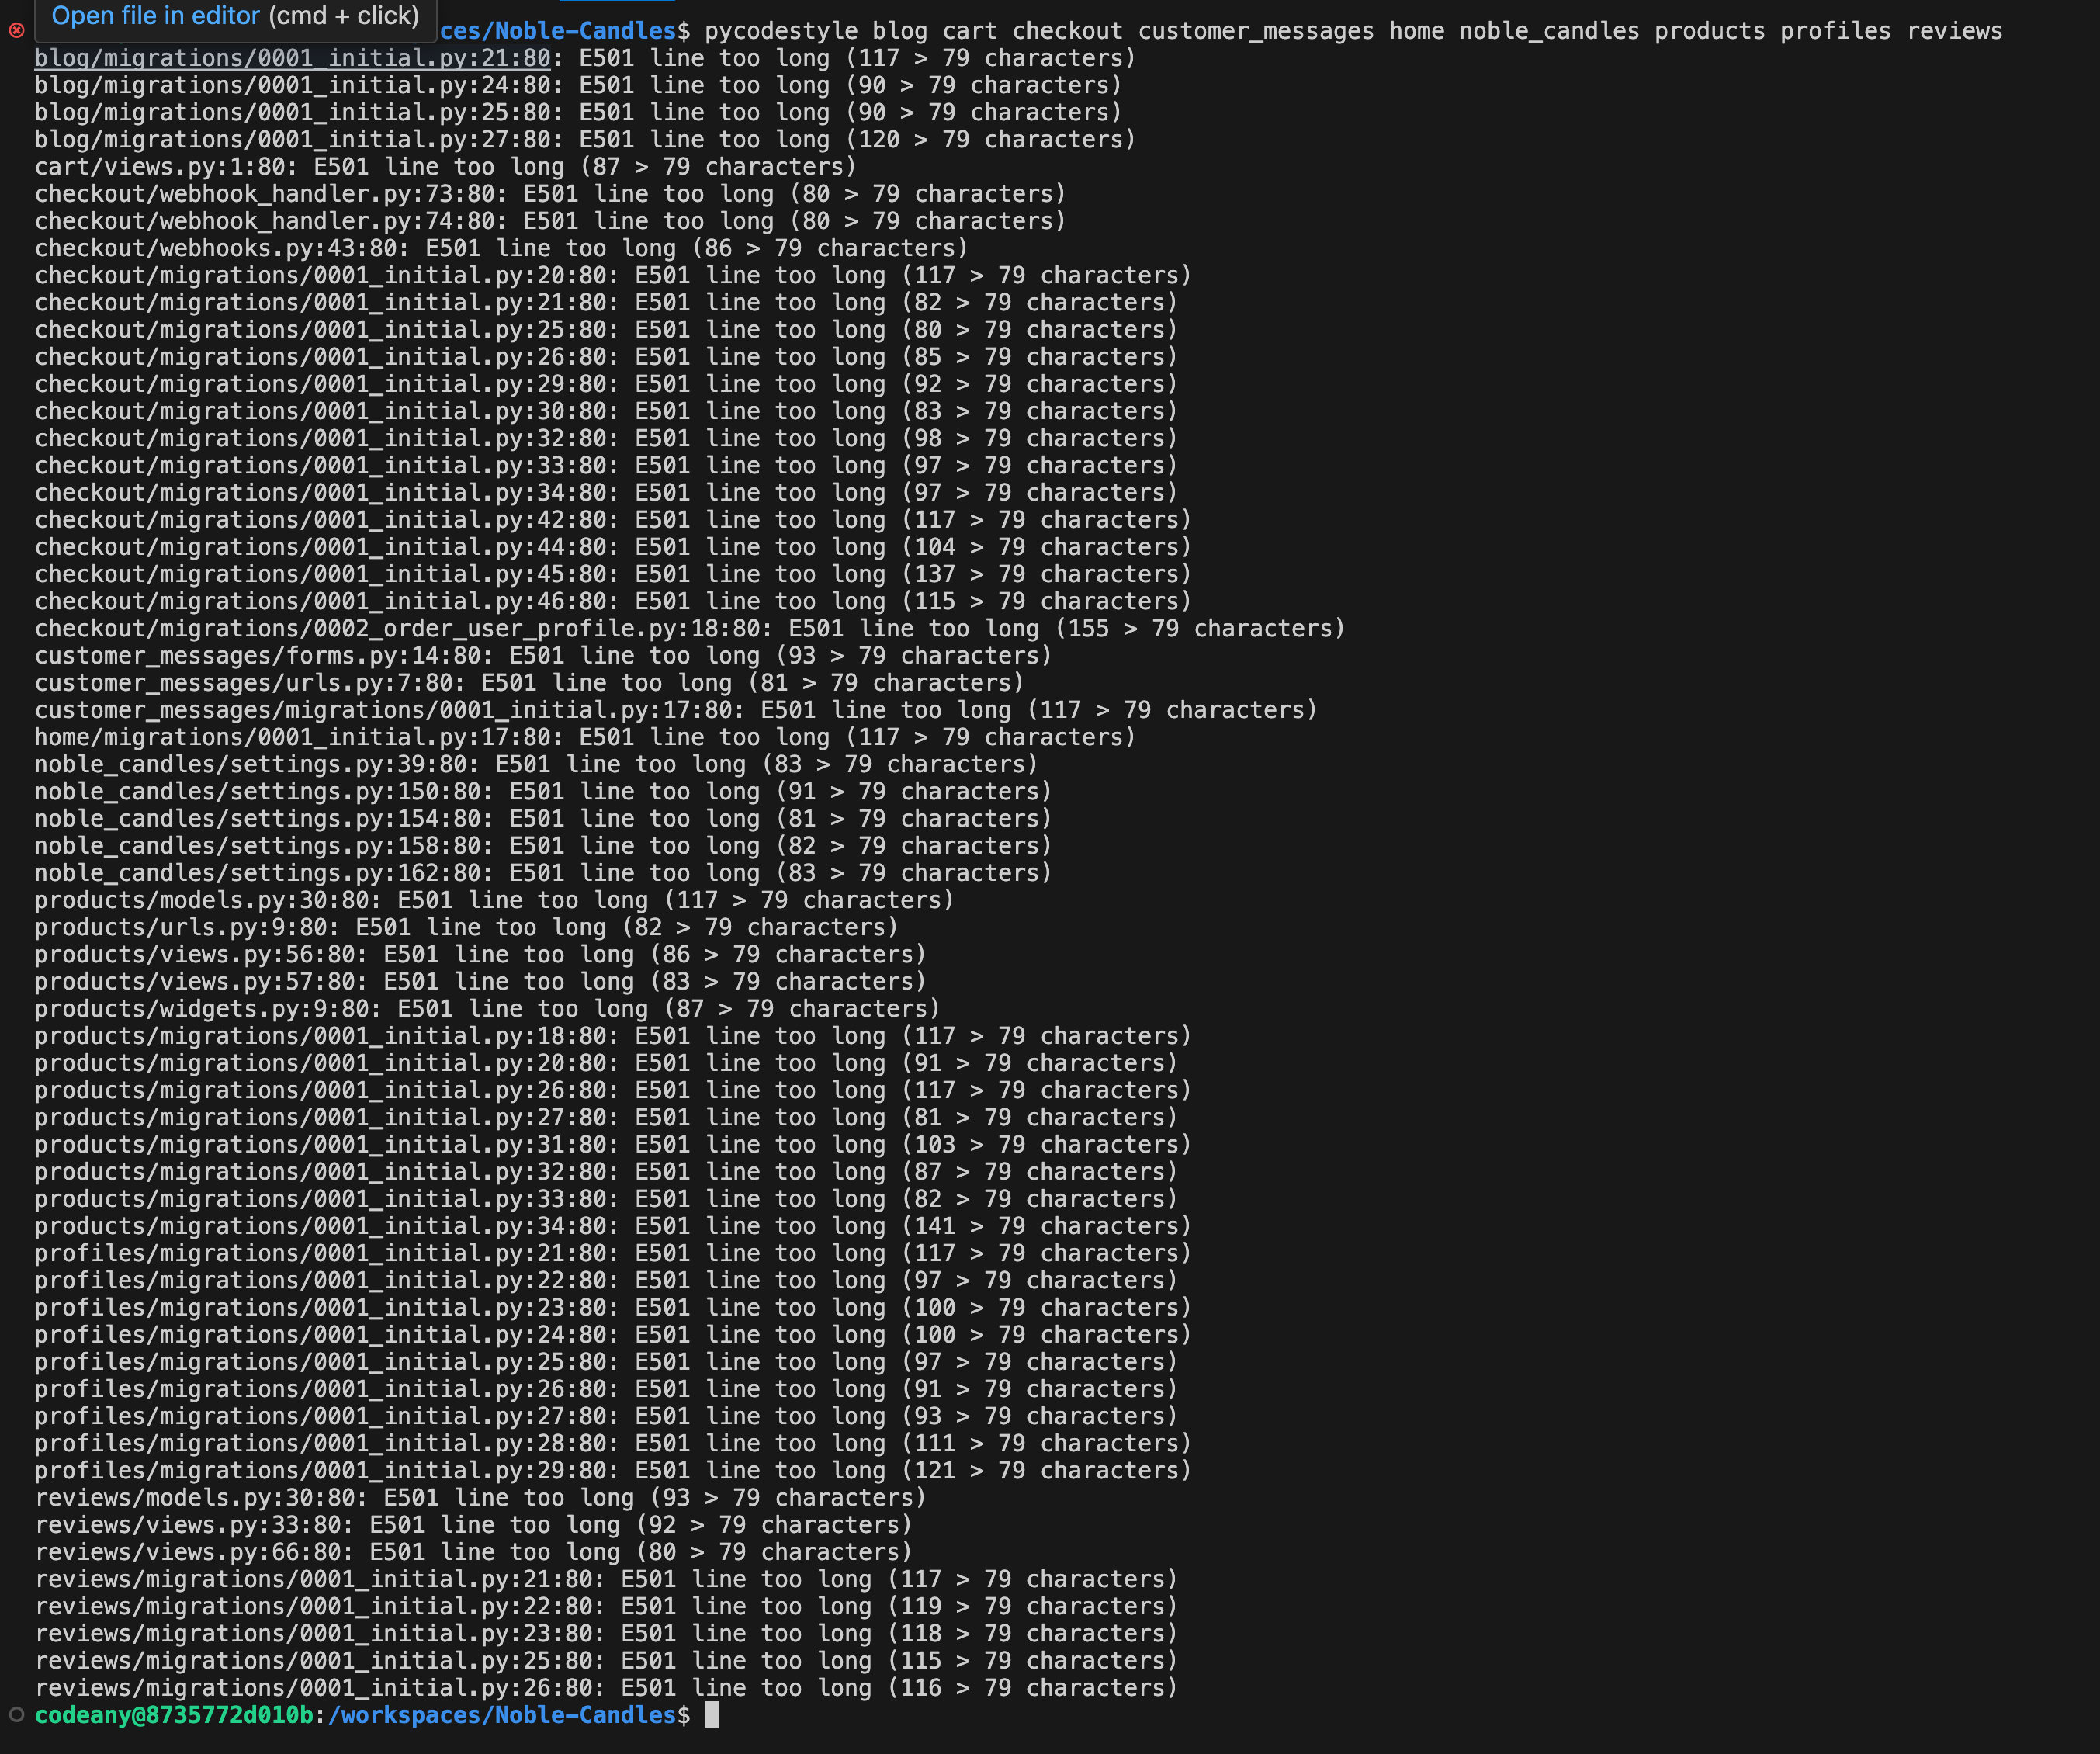 Open file in editor (cmd + click)
ces/Noble-Candles$ pycodestyle blog cart checkout customer_messages home noble_candles products profiles reviews
blog/migrations/0001_initial.py:21:80: E501 line too long (117 > 79 characters)
blog/migrations/0001_initial.py:24:80: E501 line too long (90 > 79 characters)
blog/migrations/0001_initial.py:25:80: E501 line too long (90 > 79 characters)
blog/migrations/0001_initial.py:27:80: E501 line too long (120 > 79 characters)
cart/views.py:1:80: E501 line too long (87 > 79 characters)
checkout/webhook_handler.py:73:80: E501 line too long (80 > 79 characters)
checkout/webhook_handler.py:74:80: E501 line too long (80 > 79 characters)
checkout/webhooks.py:43:80: E501 line too long (86 > 79 characters)
checkout/migrations/0001_initial.py:20:80: E501 line too long (117 > 79 characters)
checkout/migrations/0001_initial.py:21:80: E501 line too long (82 > 79 characters)
checkout/migrations/0001_initial.py:25:80: E501 line too long (80 > 79 characters)
checkout/migrations/0001_initial.py:26:80: E501 line too long (85 > 79 characters)
checkout/migrations/0001_initial.py:29:80: E501 line too long (92 > 79 characters)
checkout/migrations/0001_initial.py:30:80: E501 line too long (83 > 79 characters)
checkout/migrations/0001_initial.py:32:80: E501 line too long (98 > 79 characters)
checkout/migrations/0001_initial.py:33:80: E501 line too long (97 > 79 characters)
checkout/migrations/0001_initial.py:34:80: E501 line too long (97 > 79 characters)
checkout/migrations/0001_initial.py:42:80: E501 line too long (117 > 79 characters)
checkout/migrations/0001_initial.py:44:80: E501 line too long (104 > 79 characters)
checkout/migrations/0001_initial.py:45:80: E501 line too long (137 > 79 characters)
checkout/migrations/0001_initial.py:46:80: E501 line too long (115 > 79 characters)
checkout/migrations/0002_order_user_profile.py:18:80: E501 line too long (155 > 79 characters)
customer_messages/forms.py:14:80: E501 line too long (93 > 79 characters)
customer_messages/urls.py:7:80: E501 line too long (81 > 79 characters)
customer_messages/migrations/0001_initial.py:17:80: E501 line too long (117 > 79 characters)
home/migrations/0001_initial.py:17:80: E501 line too long (117 > 79 characters)
noble_candles/settings.py:39:80: E501 line too long (83 > 79 characters)
noble_candles/settings.py:150:80: E501 line too long (91 > 79 characters)
noble_candles/settings.py:154:80: E501 line too long (81 > 79 characters)
noble_candles/settings.py:158:80: E501 line too long (82 > 79 characters)
noble_candles/settings.py:162:80: E501 line too long (83 > 79 characters)
products/models.py:30:80: E501 line too long (117 > 79 characters)
products/urls.py:9:80: E501 line too long (82 > 79 characters)
products/views.py:56:80: E501 line too long (86 > 79 characters)
products/views.py:57:80: E501 line too long (83 > 79 characters)
products/widgets.py:9:80: E501 line too long (87 > 79 characters)
products/migrations/0001_initial.py:18:80: E501 line too long (117 > 79 characters)
products/migrations/0001_initial.py:20:80: E501 line too long (91 > 79 characters)
products/migrations/0001_initial.py:26:80: E501 line too long (117 > 79 characters)
products/migrations/0001_initial.py:27:80: E501 line too long (81 > 79 characters)
products/migrations/0001_initial.py:31:80: E501 line too long (103 > 79 characters)
products/migrations/0001_initial.py:32:80: E501 line too long (87 > 79 characters)
products/migrations/0001_initial.py:33:80: E501 line too long (82 > 79 characters)
products/migrations/0001_initial.py:34:80: E501 line too long (141 > 79 characters)
profiles/migrations/0001_initial.py:21:80: E501 line too long (117 > 79 characters)
profiles/migrations/0001_initial.py:22:80: E501 line too long (97 > 79 characters)
profiles/migrations/0001_initial.py:23:80: E501 line too long (100 > 79 characters)
profiles/migrations/0001_initial.py:24:80: E501 line too long (100 > 79 characters)
profiles/migrations/0001_initial.py:25:80: E501 line too long (97 > 79 characters)
profiles/migrations/0001_initial.py:26:80: E501 line too long (91 > 79 characters)
profiles/migrations/0001_initial.py:27:80: E501 line too long (93 > 79 characters)
profiles/migrations/0001_initial.py:28:80: E501 line too long (111 > 79 characters)
profiles/migrations/0001_initial.py:29:80: E501 line too long (121 > 79 characters)
reviews/models.py:30:80: E501 line too long (93 > 79 characters)
reviews/views.py:33:80: E501 line too long (92 > 79 characters)
reviews/views.py:66:80: E501 line too long (80 > 79 characters)
reviews/migrations/0001_initial.py:21:80: E501 line too long (117 > 79 characters)
reviews/migrations/0001_initial.py:22:80: E501 line too long (119 > 79 characters)
reviews/migrations/0001_initial.py:23:80: E501 line too long (118 > 79 characters)
reviews/migrations/0001_initial.py:25:80: E501 line too long (115 > 79 characters)
reviews/migrations/0001_initial.py:26:80: E501 line too long (116 > 79 characters)
codeany@8735772d010b:/workspaces/Noble-Candles$